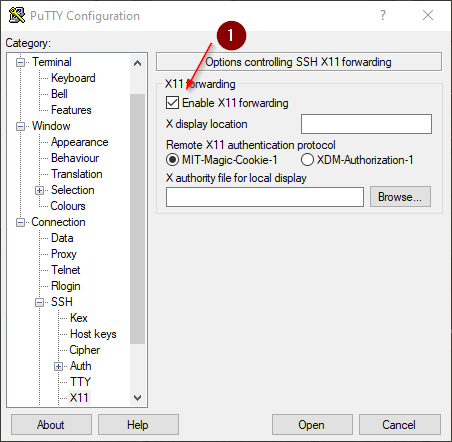 PuTTY Configuration
?
1
Category:
Terminal
Keyboard
Bell
Features
Window
Appearance
Behaviour
Translation
Selection
Colours
Connection
Data
Proxy
Telnet
Rlogin
SSH
Kex
Host keys
Cipher
Auth
TTY
X11
Options controlling SSH X11 forwarding
X11 forwarding
Enable X11 forwarding
X display location
Remote X11 authentication protocol
MIT-Magic-Cookie-1 XDM-Authorization-1
X authority file for local display
Browse...
About Help Open Cancel